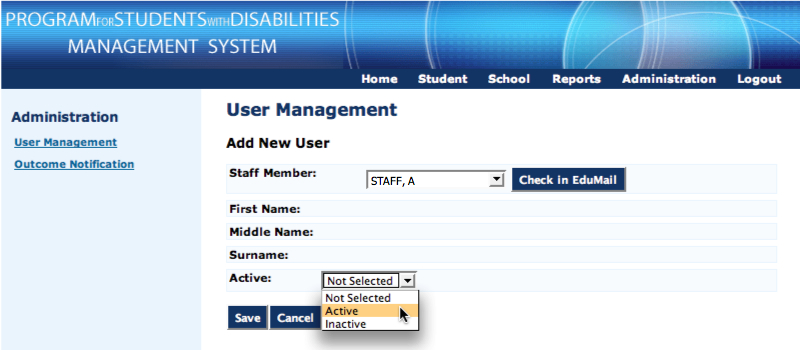 PROGRAMFORSTUDENTSWITHDISABILITIES
MANAGEMENT SYSTEM
Home Student School Reports Administration Logout
Administration
User Management
Outcome Notification
User Management
Add New User
Staff Member: STAFF, A Check in EduMail
First Name:
Middle Name:
Surname:
Active: Not Selected
Not Selected
Active
Inactive
Save Cancel